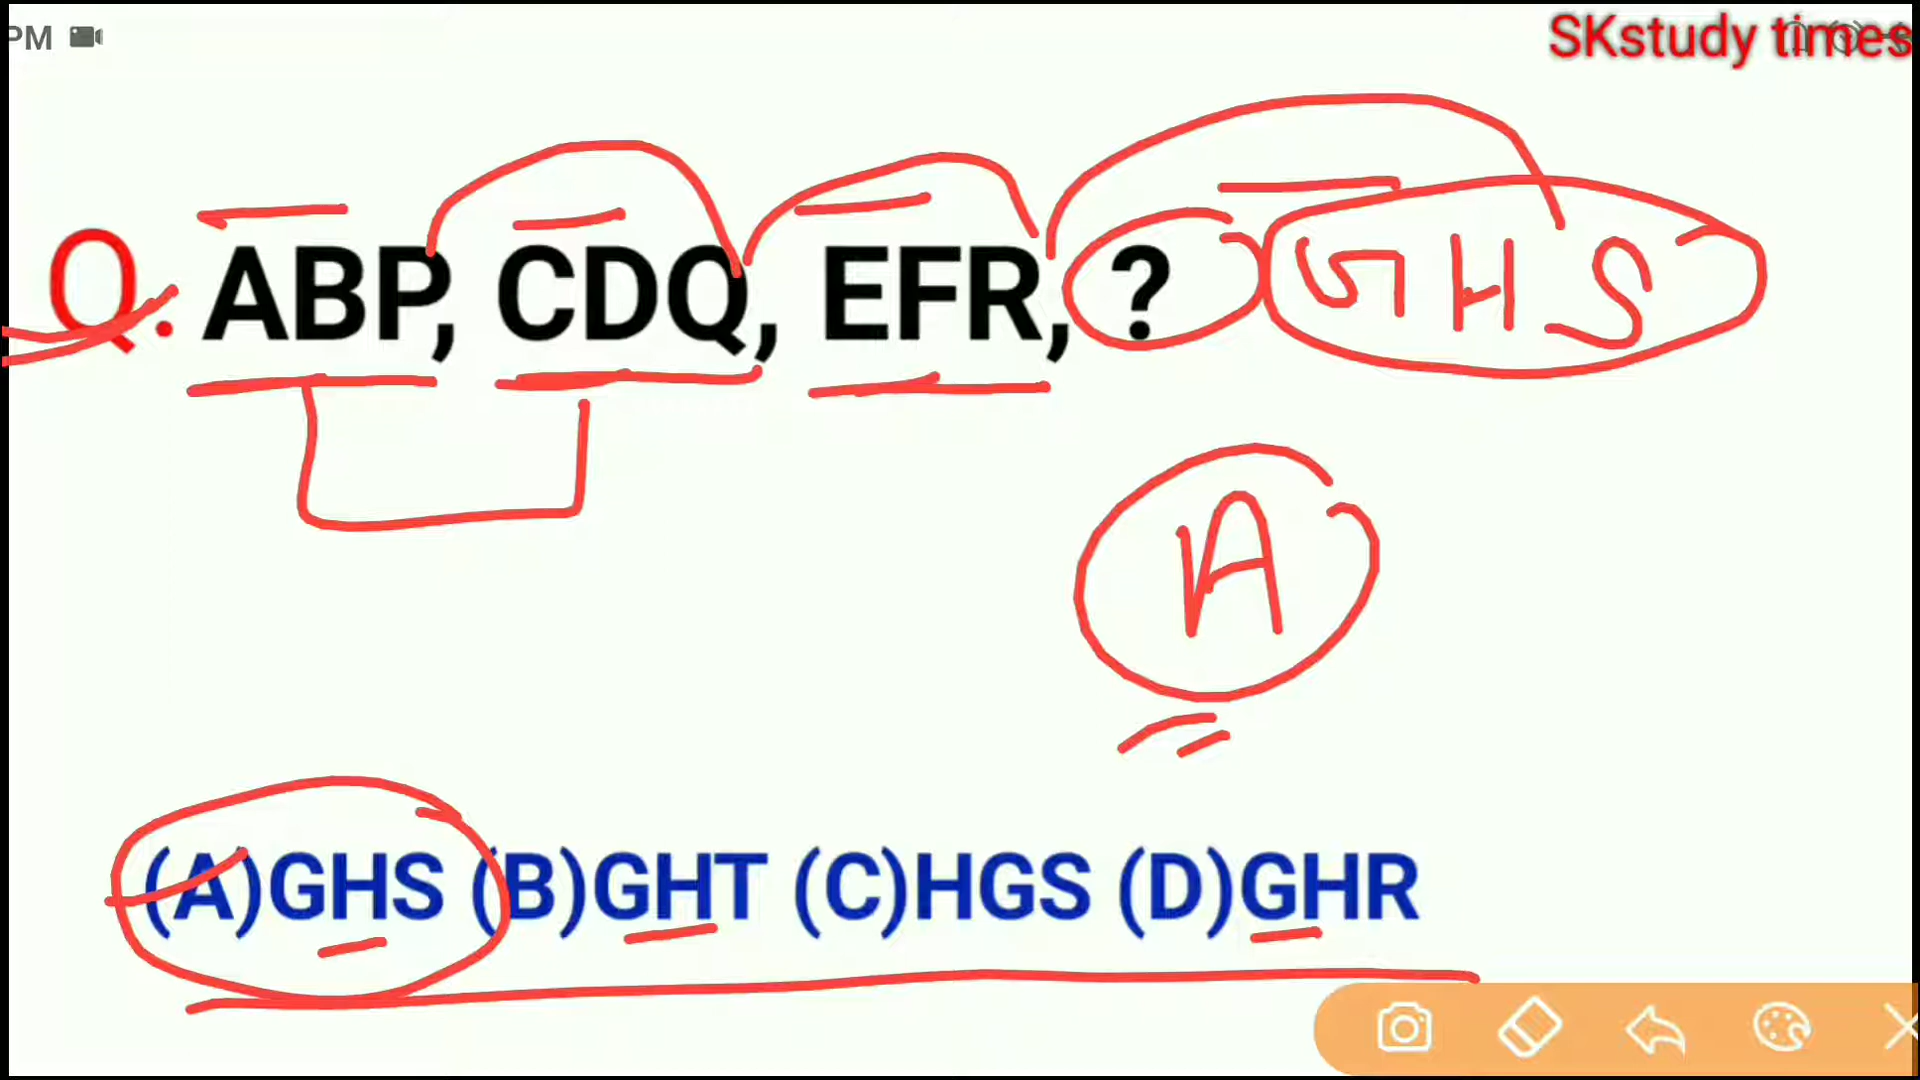 PM
SKstudy times
Q. ABP, CDQ, EFR, ? GHS
A
(A)GHS (B)GHT (C)HGS (D)GHR